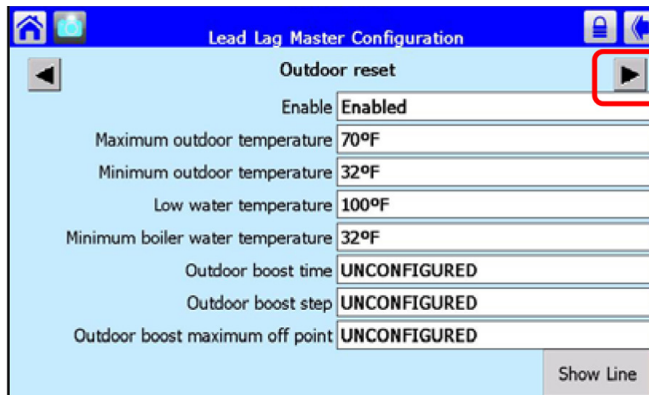 Lead Lag Master Configuration
Outdoor reset
Enable Enabled
Maximum outdoor temperature 70ºF
Minimum outdoor temperature 32ºF
Low water temperature 100ºF
Minimum boiler water temperature 32ºF
Outdoor boost time UNCONFIGURED
Outdoor boost step UNCONFIGURED
Outdoor boost maximum off point UNCONFIGURED
Show Line